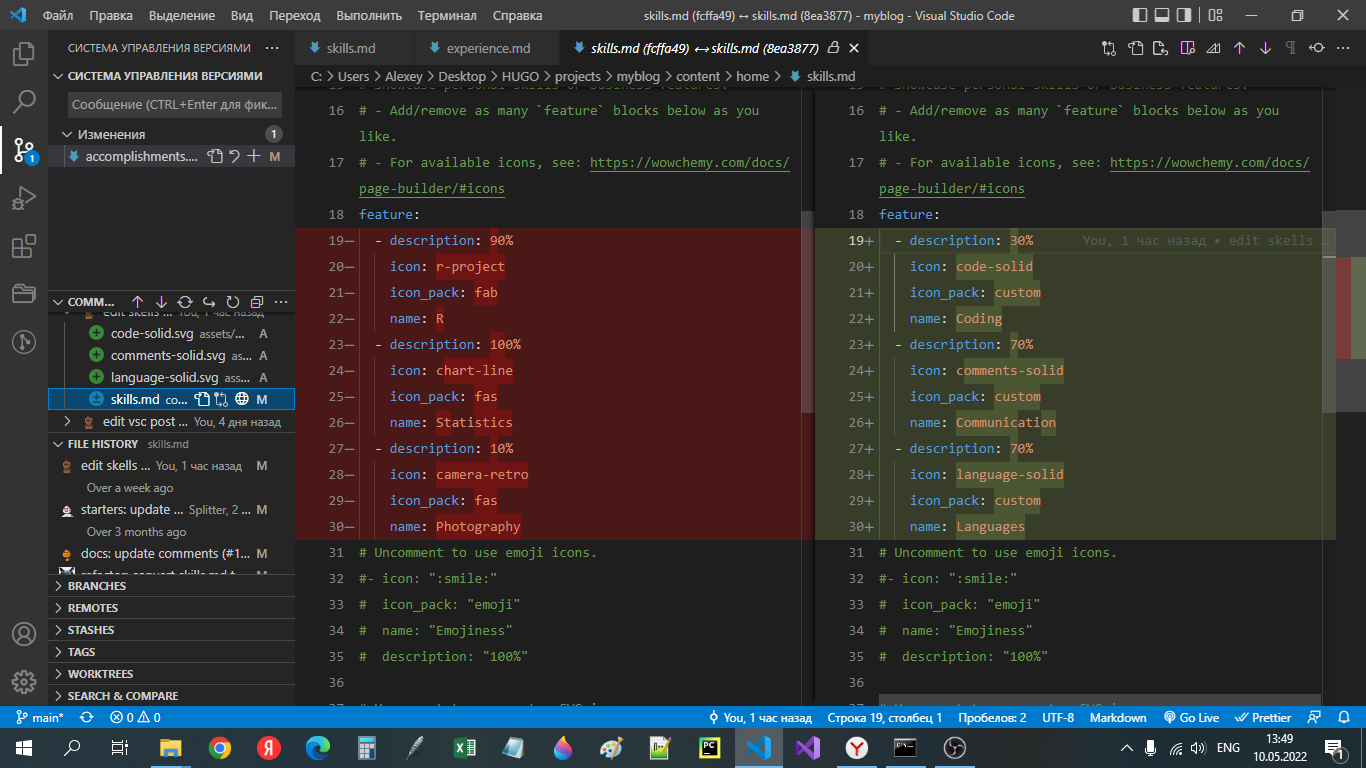 Файл Правка Выделение Вид Переход Выполнить Терминал Справка skills.md (fcffa49) ↔ skills.md (8ea3877) - myblog - Visual Studio Code
СИСТЕМА УПРАВЛЕНИЯ ВЕРСИЯМИ ...
skills.md experience.md skills.md (fcffa49) ↔ skills.md (8ea3877)
C: > Users > Alexey > Desktop > HUGO > projects > myblog > content > home > skills.md
СИСТЕМА УПРАВЛЕНИЯ ВЕРСИЯМИ
Сообщение (CTRL+Enter для фик...
Изменения 1
accomplishments.... M
1
COMM... ...
edit skells ... You, 1 час назад
code-solid.svg assets/... A
comments-solid.svg as... A
language-solid.svg ass... A
skills.md co... M
edit vsc post ... You, 4 дня назад
FILE HISTORY skills.md
edit skells ... You, 1 час назад M
Over a week ago
starters: update ... Splitter, 2 ... M
Over 3 months ago
docs: update comments (#1... M
refactor: convert skills.md t... M
BRANCHES
REMOTES
STASHES
TAGS
WORKTREES
SEARCH & COMPARE
16 # - Add/remove as many `feature` blocks below as you
like.
17 # - For available icons, see: https://wowchemy.com/docs/
page-builder/#icons
18 feature:
19— - description: 90%
20— icon: r-project
21— icon_pack: fab
22— name: R
23— - description: 100%
24— icon: chart-line
25— icon_pack: fas
26— name: Statistics
27— - description: 10%
28— icon: camera-retro
29— icon_pack: fas
30— name: Photography
31 # Uncomment to use emoji icons.
32 #- icon: ":smile:"
33 #  icon_pack: "emoji"
34 #  name: "Emojiness"
35 #  description: "100%"
36
16 # - Add/remove as many `feature` blocks below as you
like.
17 # - For available icons, see: https://wowchemy.com/docs/
page-builder/#icons
18 feature:
19+ - description: 30% You, 1 час назад • edit skells ...
20+ icon: code-solid
21+ icon_pack: custom
22+ name: Coding
23+ - description: 70%
24+ icon: comments-solid
25+ icon_pack: custom
26+ name: Communication
27+ - description: 70%
28+ icon: language-solid
29+ icon_pack: custom
30+ name: Languages
31 # Uncomment to use emoji icons.
32 #- icon: ":smile:"
33 #  icon_pack: "emoji"
34 #  name: "Emojiness"
35 #  description: "100%"
36
main* 0 0 You, 1 час назад Строка 19, столбец 1 Пробелов: 2 UTF-8 Markdown Go Live Prettier
ENG 13:49
10.05.2022 1